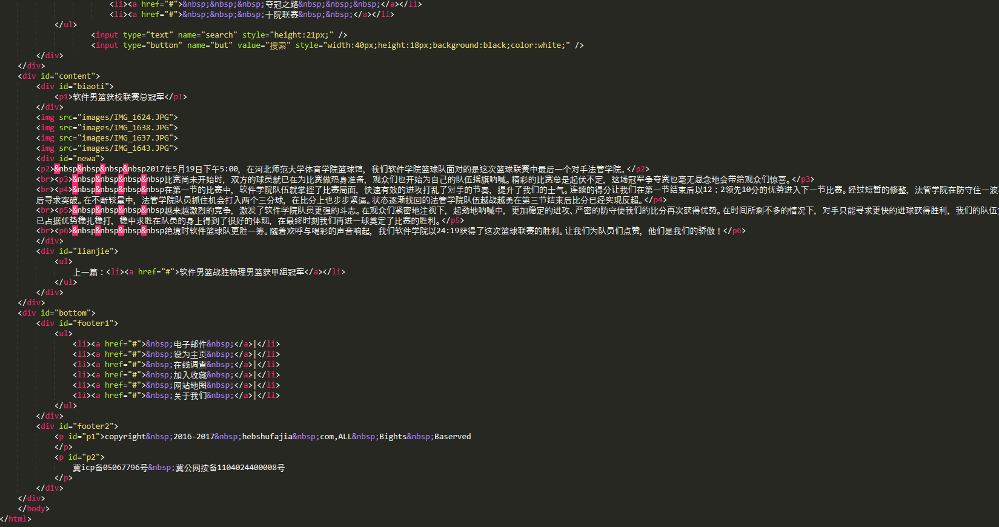 <li><a href="#">&nbsp;&nbsp;&nbsp;夺冠之路&nbsp;&nbsp;&nbsp;</a></li>
<li><a href="#">&nbsp;&nbsp;&nbsp;十院联赛&nbsp;&nbsp;</a></li>
</ul>
<input type="text" name="search" style="height:21px;" />
<input type="button" name="but" value="搜索" style="width:40px;height:18px;background:black;color:white;" />
</div>
</div>
<div id="content">
<div id="biaoti">
<p1>软件男篮获校联赛总冠军</p1>
</div>
<img src="images/IMG_1624.JPG">
<img src="images/IMG_1638.JPG">
<img src="images/IMG_1637.JPG">
<img src="images/IMG_1643.JPG">
<div id="newa">
<p2>&nbsp&nbsp&nbsp&nbsp2017年5月19日下午5:00，在河北师范大学体育学院篮球馆，我们软件学院篮球队面对的是这次篮球联赛中最后一个对手法管学院。</p2>
<br><p3>&nbsp&nbsp&nbsp&nbsp比赛尚未开始时，双方的球员就已在为比赛做热身准备，观众们也开始为自己的队伍摇旗呐喊。精彩的比赛总是起伏不定，这场冠军争夺赛也毫无悬念地会带给观众们惊喜。</p3>
<br><p4>&nbsp&nbsp&nbsp&nbsp在第一节的比赛中，软件学院队伍就掌控了比赛局面，快速有效的进攻打乱了对手的节奏，提升了我们的士气。连续的得分让我们在第一节结束后以12：2领先10分的优势进入下一节比赛。经过短暂的修整，法管学院在防守住一波
后寻求突破。在不断较量中，法管学院队员抓住机会打入两个三分球，在比分上也步步紧逼。状态逐渐找回的法管学院队伍越战越勇在第三节结束后比分已经实现反超。</p4>
<br><p5>&nbsp&nbsp&nbsp&nbsp越来越激烈的竞争，激发了软件学院队员更强的斗志。在观众们紧密地注视下，起劲地呐喊中，更加稳定的进攻、严密的防守使我们的比分再次获得优势。在时间所剩不多的情况下，对手只能寻求更快的进球获得胜利，我们的队伍
已占据优势稳扎稳打，稳中求胜在队员的身上得到了很好的体现，在最终时刻我们再进一球奠定了比赛的胜利。</p5>
<br><p6>&nbsp&nbsp&nbsp&nbsp绝境时软件篮球队更胜一筹。随着欢呼与喝彩的声音响起，我们软件学院以24:19获得了这次篮球联赛的胜利。让我们为队员们点赞，他们是我们的骄傲！</p6>
</div>
<div id="lianjie">
<ul>
上一篇：<li><a href="#">软件男篮战胜物理男篮获甲组冠军</a></li>
</ul>
</div>
</div>
<div id="bottom">
<div id="footer1">
<ul>
<li><a href="#">&nbsp;电子邮件&nbsp;</a>|</li>
<li><a href="#">&nbsp;设为主页&nbsp;</a>|</li>
<li><a href="#">&nbsp;在线调查&nbsp;</a>|</li>
<li><a href="#">&nbsp;加入收藏&nbsp;</a>|</li>
<li><a href="#">&nbsp;网站地图&nbsp;</a>|</li>
<li><a href="#">&nbsp;关于我们&nbsp;</a>|</li>
</ul>
</div>
<div id="footer2">
<p id="p1">copyright&nbsp;2016-2017&nbsp;hebshufajia&nbsp;com,ALL&nbsp;Bights&nbsp;Baserved
</p>
<p id="p2">
冀icp备05067796号&nbsp;冀公网按备1104024400008号
</p>
</div>
</div>
</body>
</html>